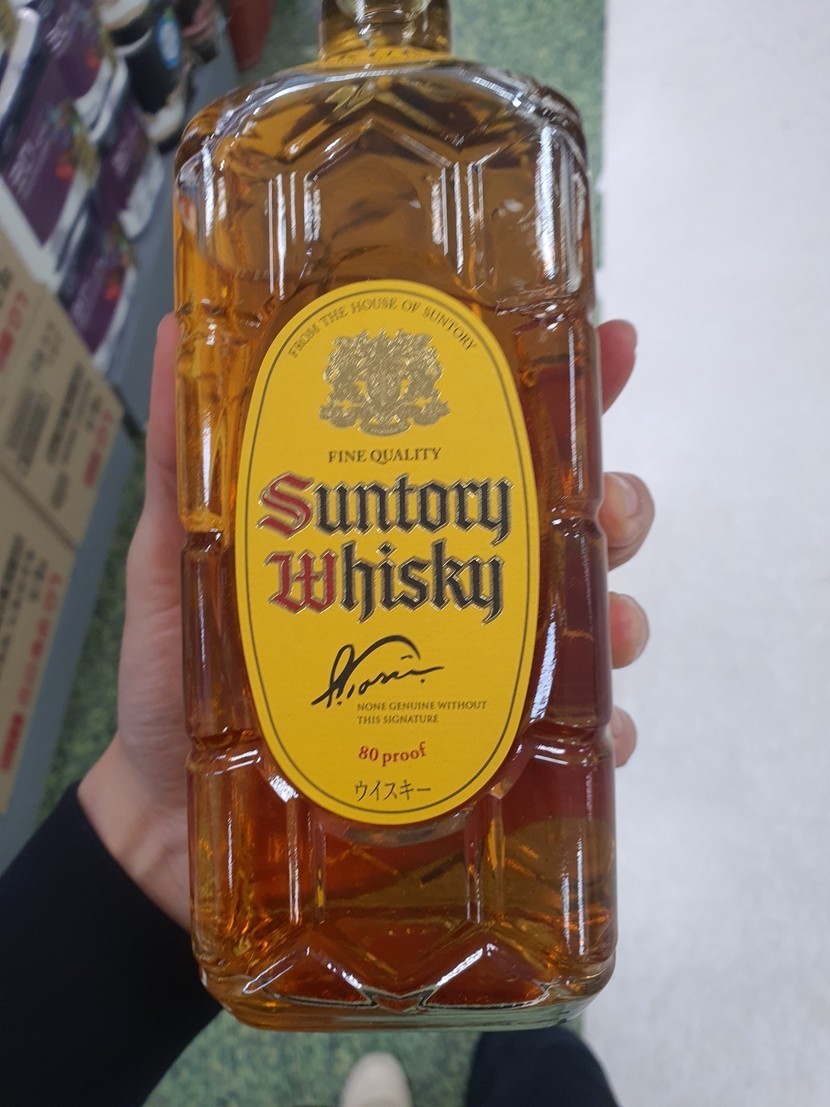 FROM THE HOUSE OF SUNTORY
FINE QUALITY
Suntory
Whisky
NONE GENUINE WITHOUT
THIS SIGNATURE
80 proof
ウイスキー